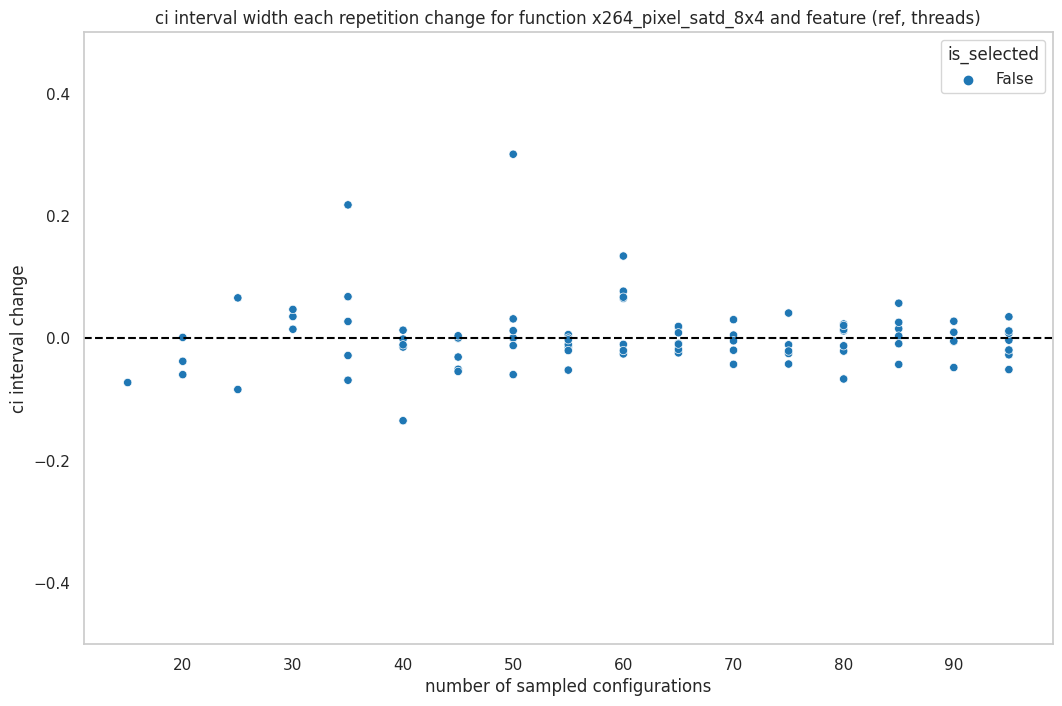 ci interval width each repetition change for function x264_pixel_satd_8x4 and feature (ref, threads)
is_selected
False
ci interval change
0.4
0.2
0.0
−0.2
−0.4
20 30 40 50 60 70 80 90
number of sampled configurations